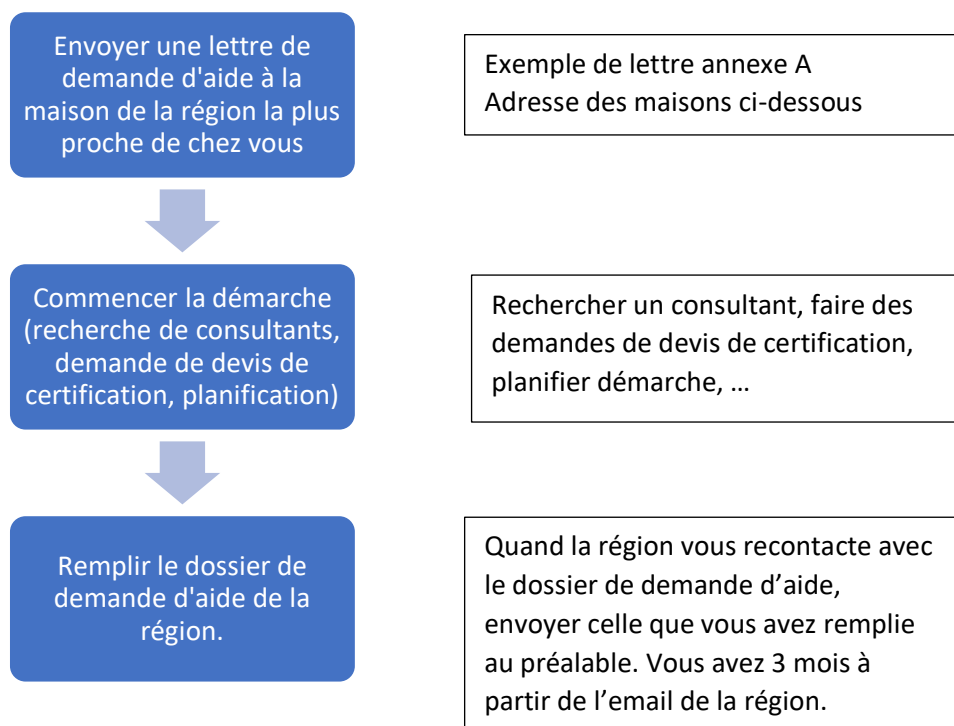 Envoyer une lettre de
demande d'aide à la
maison de la région la plus
proche de chez vous
Exemple de lettre annexe A
Adresse des maisons ci-dessous
Commencer la démarche
(recherche de consultants,
demande de devis de
certification, planification)
Rechercher un consultant, faire des
demandes de devis de certification,
planifier démarche, …
Remplir le dossier de
demande d'aide de la
région.
Quand la région vous recontacte avec
le dossier de demande d’aide,
envoyer celle que vous avez remplie
au préalable. Vous avez 3 mois à
partir de l’email de la région.